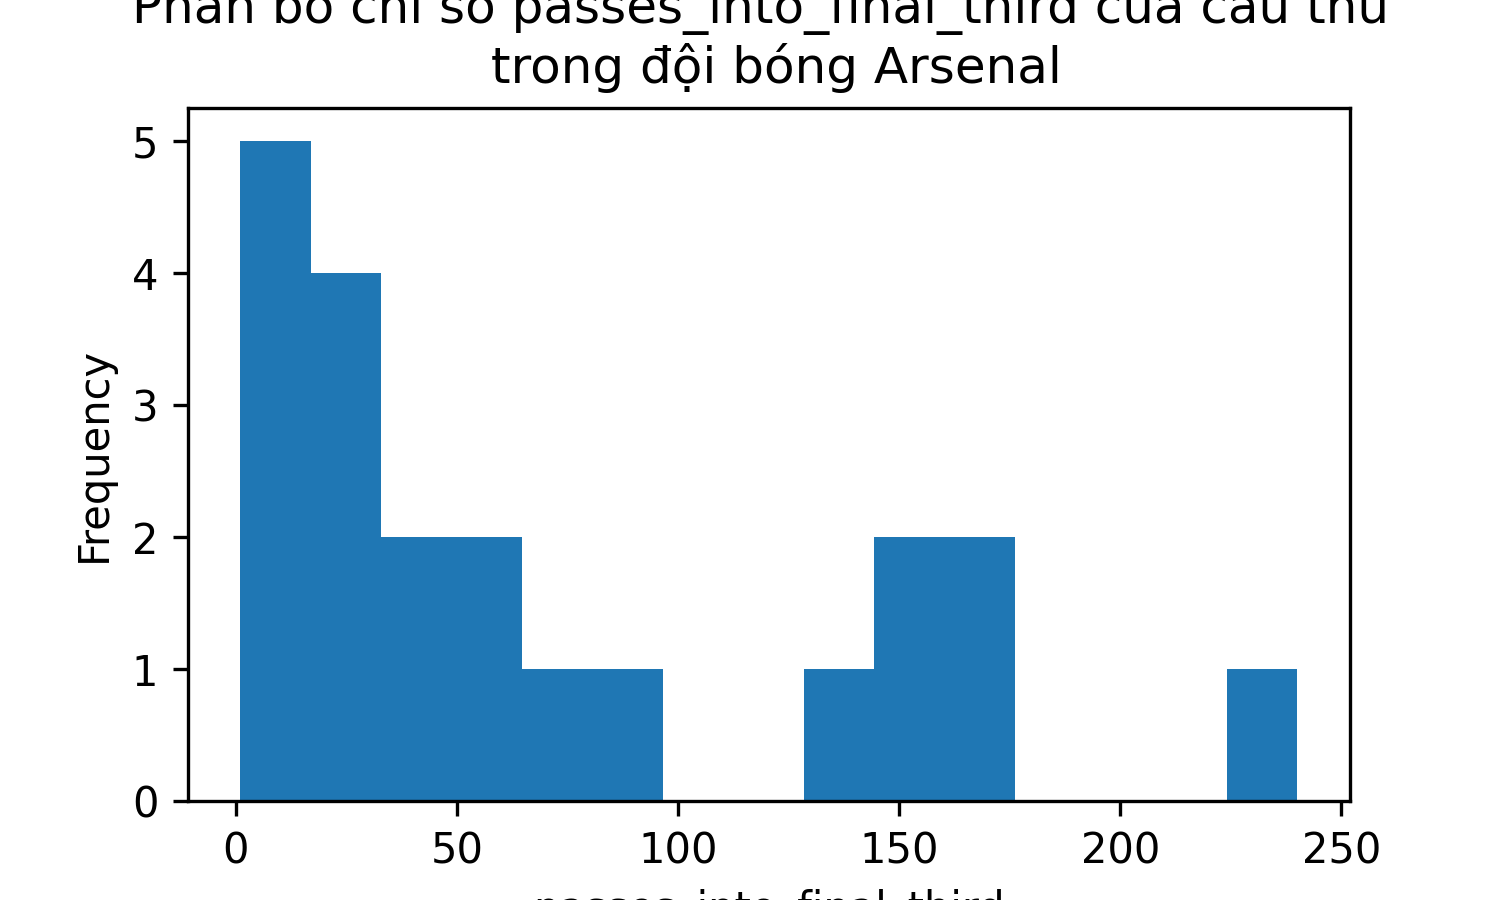 Phân bố chỉ số passes_into_final_third của cầu thủ
trong đội bóng Arsenal
5
4
3
2
1
0
Frequency
0 50 100 150 200 250
passes_into_final_third